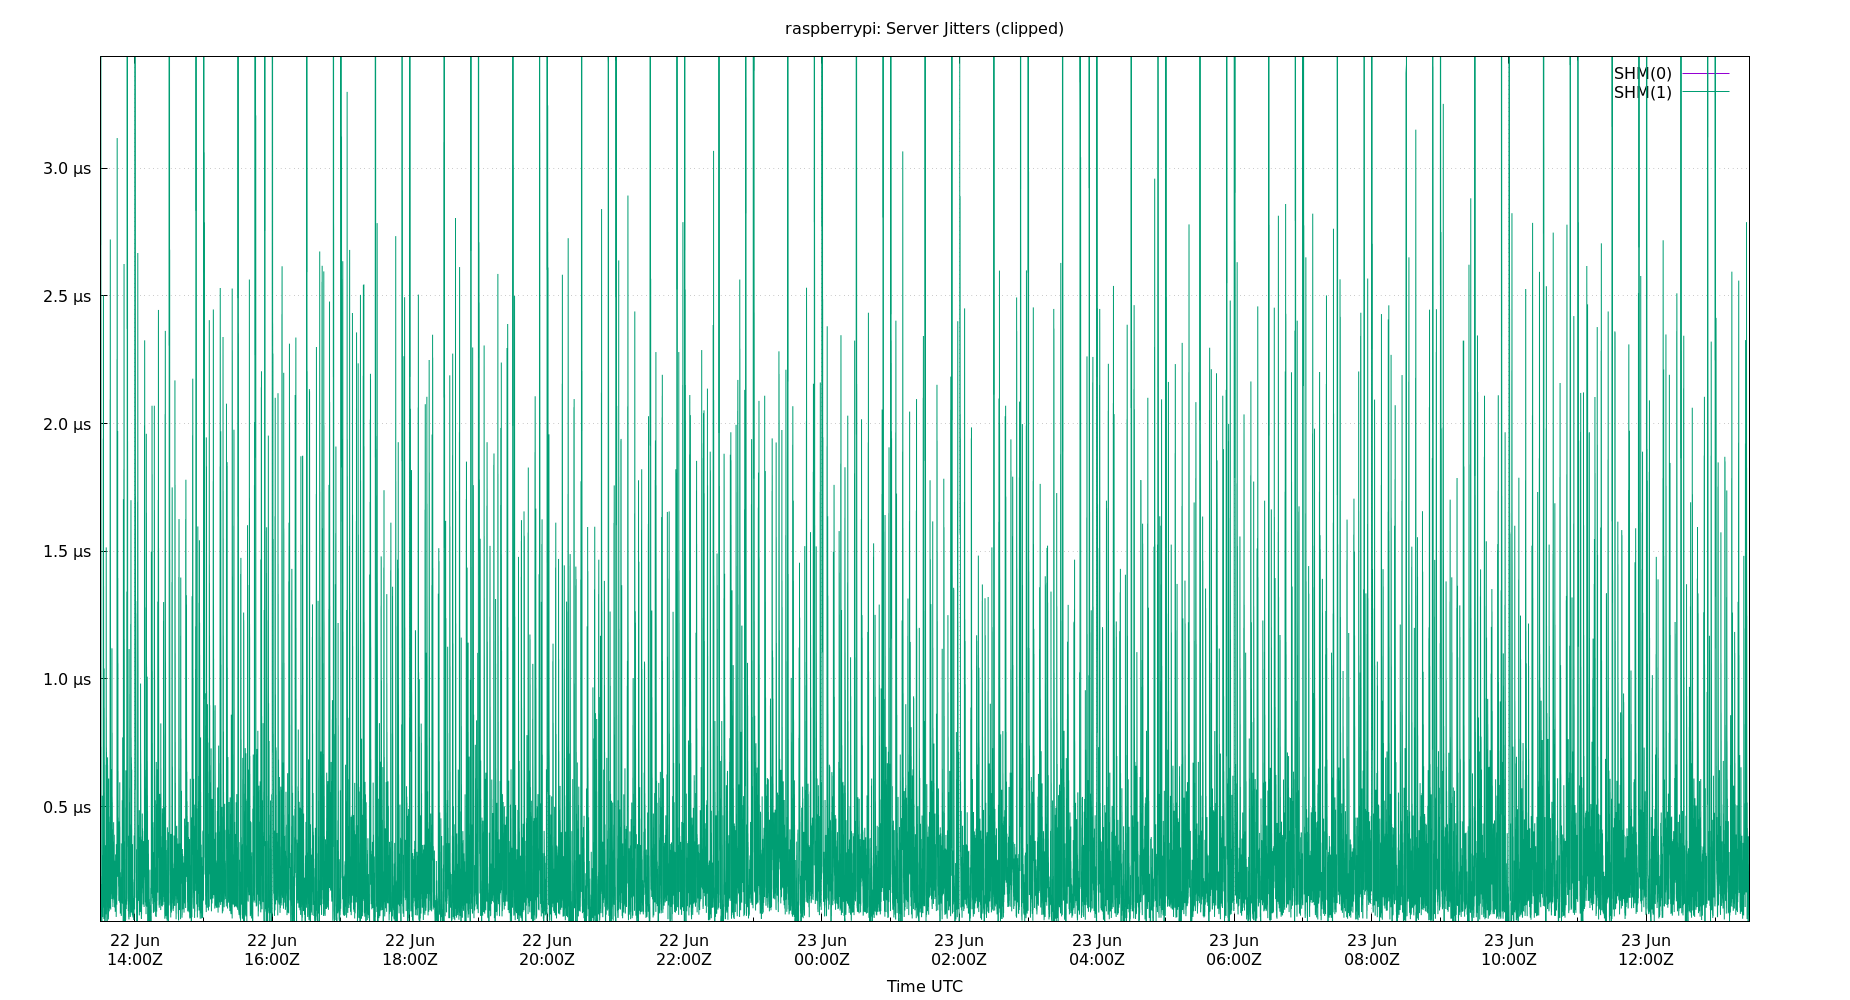 raspberrypi: Server Jitters (clipped)
SHM(0)
SHM(1)
3.0 µs
2.5 µs
2.0 µs
1.5 µs
1.0 µs
0.5 µs
22 Jun 22 Jun 22 Jun 22 Jun 22 Jun 23 Jun 23 Jun 23 Jun 23 Jun 23 Jun 23 Jun 23 Jun
14:00Z 16:00Z 18:00Z 20:00Z 22:00Z 00:00Z 02:00Z 04:00Z 06:00Z 08:00Z 10:00Z 12:00Z
Time UTC